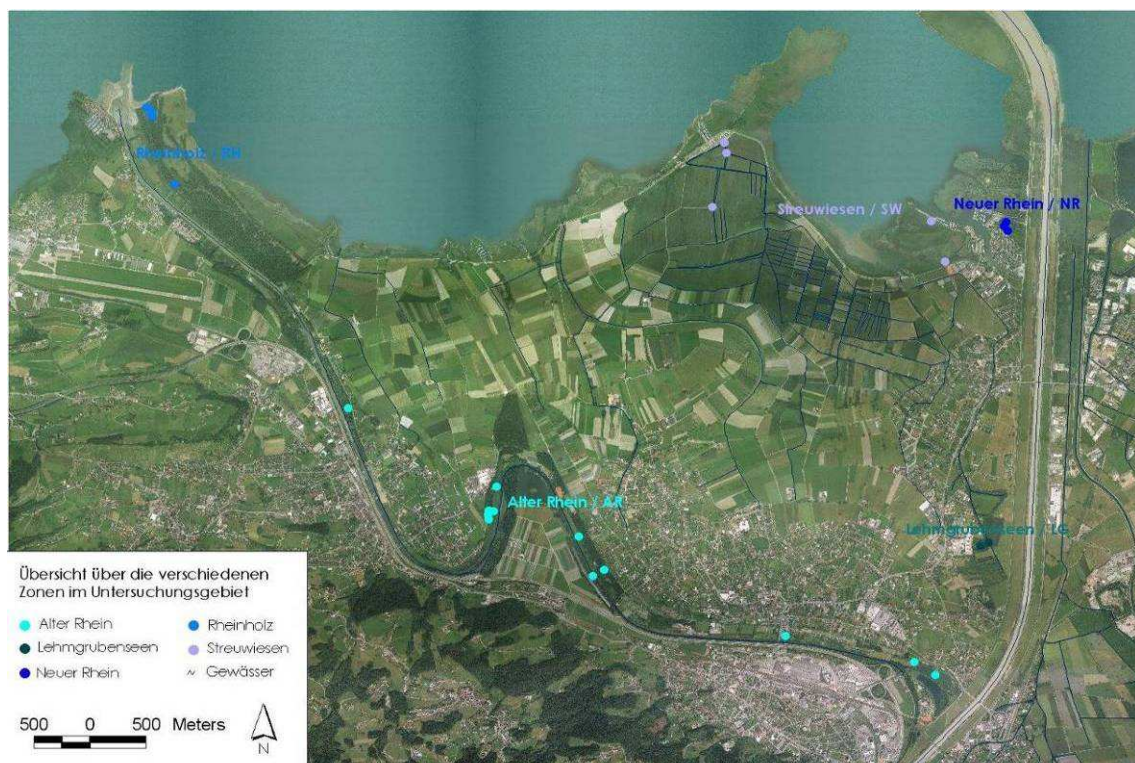 Rheinholz / RH
Streuwiesen / SW
Neuer Rhein / NR
Alter Rhein / AR
Lehmgrubenseen / LG
Übersicht über die verschiedenen
Zonen im Untersuchungsgebiet
Alter Rhein
Rheinholz
Lehmgrubenseen
Streuwiesen
Neuer Rhein
Gewässer
500 0 500 Meters
N